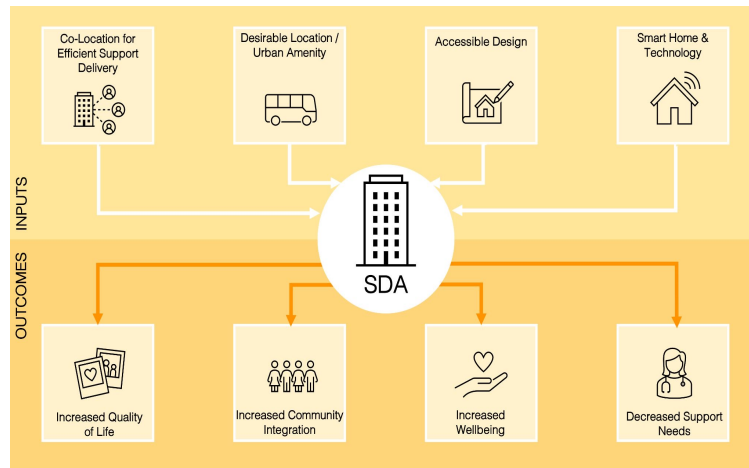 Co-Location for
Efficient Support
Delivery
Desirable Location /
Urban Amenity
Accessible Design
Smart Home &
Technology
INPUTS
SDA
OUTCOMES
Increased Quality
of Life
Increased Community
Integration
Increased
Wellbeing
Decreased Support
Needs